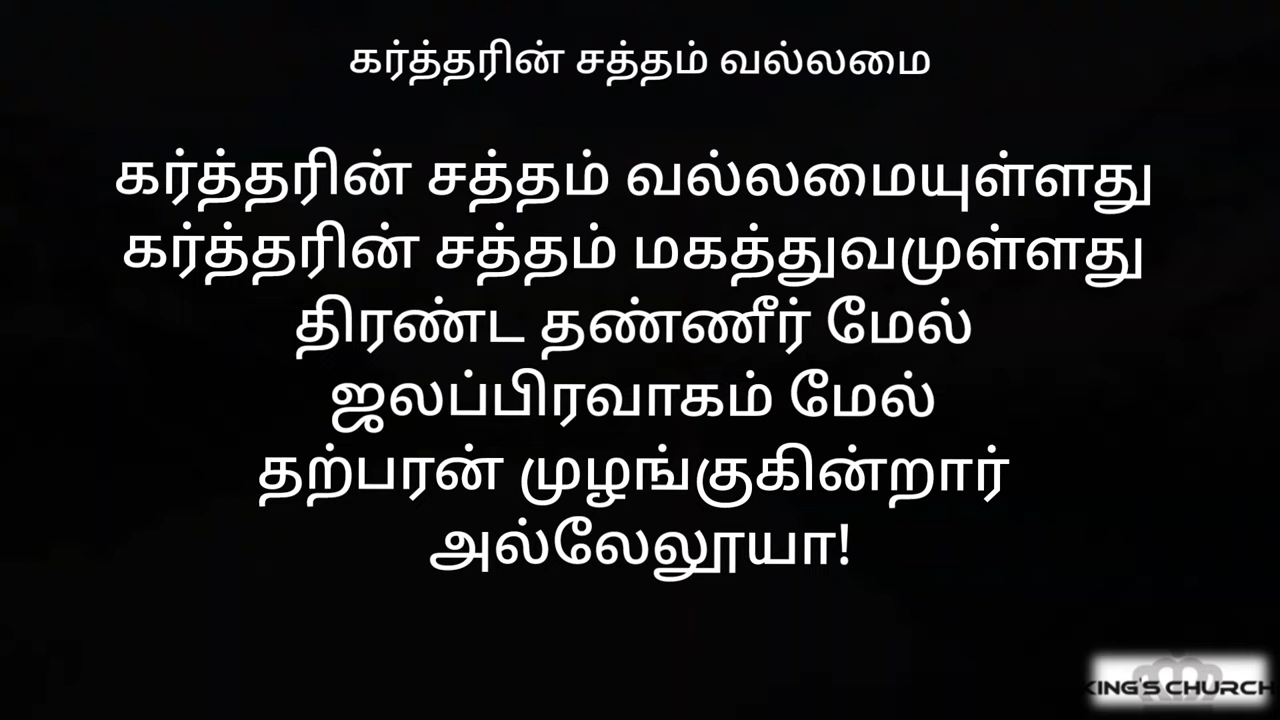 கர்த்தரின் சத்தம் வல்லமை
கர்த்தரின் சத்தம் வல்லமையுள்ளது
கர்த்தரின் சத்தம் மகத்துவமுள்ளது
திரண்ட தண்ணீர் மேல்
ஜலப்பிரவாகம் மேல்
தற்பரன் முழங்குகின்றார்
அல்லேலூயா!
KING'S CHURCH